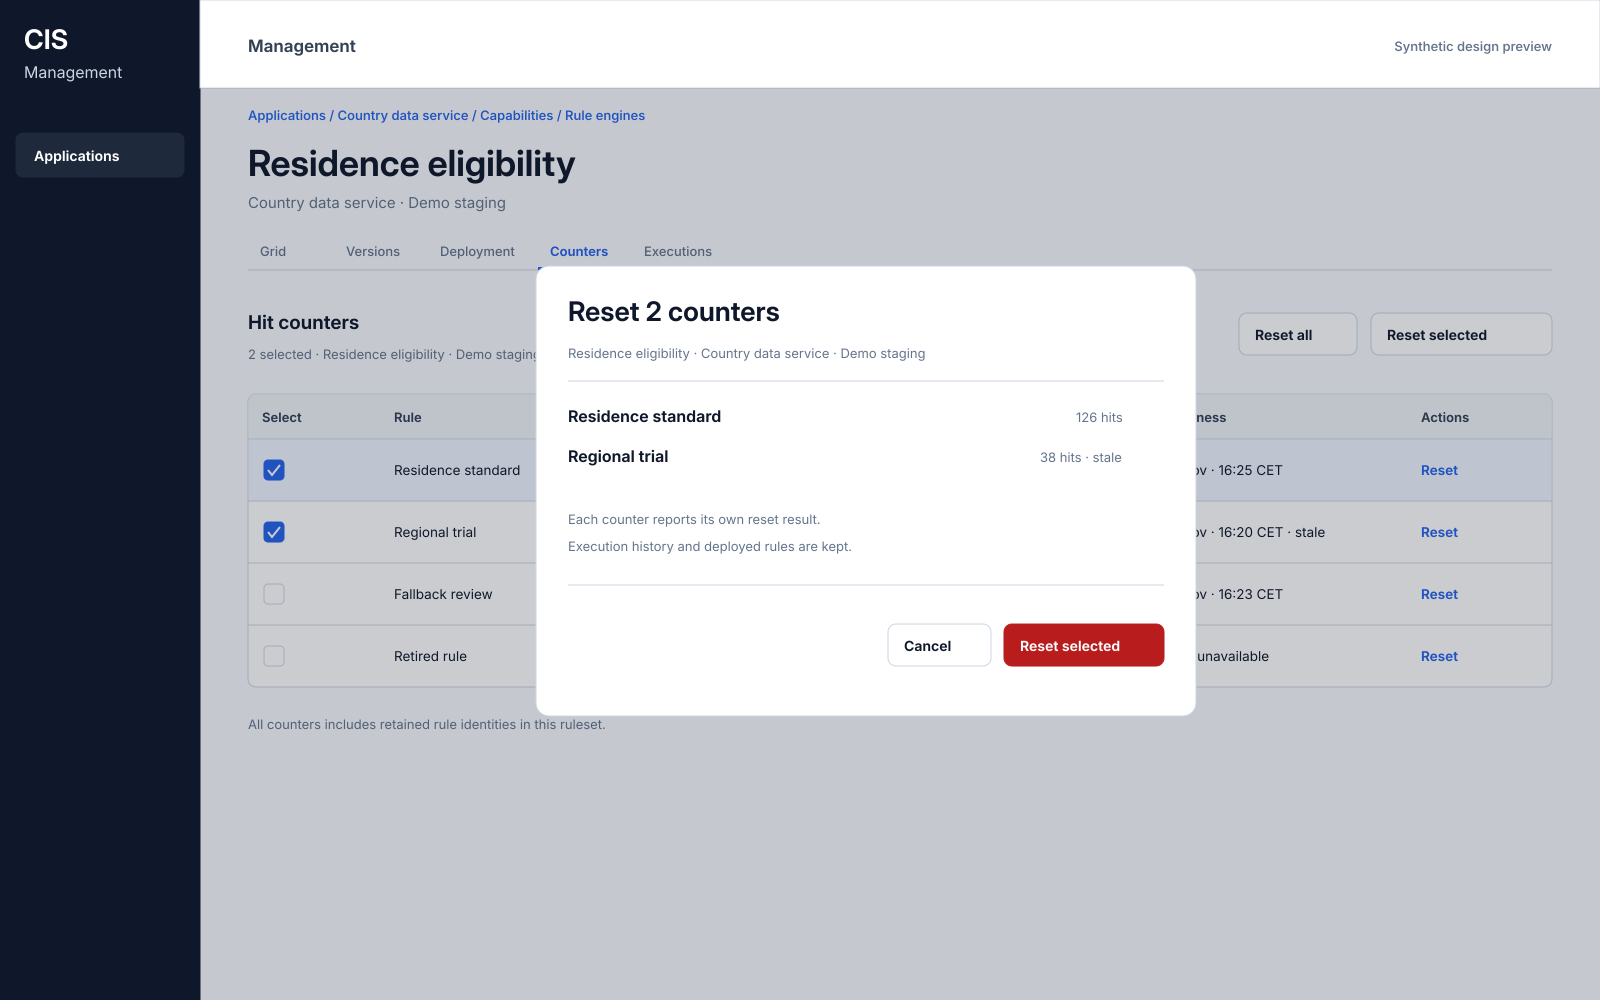 CIS
Management
Applications
Management
Synthetic design preview
Applications / Country data service / Capabilities / Rule engines
Residence eligibility
Country data service · Demo staging
Grid Versions Deployment Counters Executions
Hit counters
2 selected · Residence eligibility · Demo staging
Reset all
Reset selected
Select Rule ness Actions
Residence standard ov · 16:25 CET Reset
Regional trial ov · 16:20 CET · stale Reset
Fallback review ov · 16:23 CET Reset
Retired rule unavailable Reset
All counters includes retained rule identities in this ruleset.
Reset 2 counters
Residence eligibility · Country data service · Demo staging
Residence standard 126 hits
Regional trial 38 hits · stale
Each counter reports its own reset result.
Execution history and deployed rules are kept.
Cancel
Reset selected